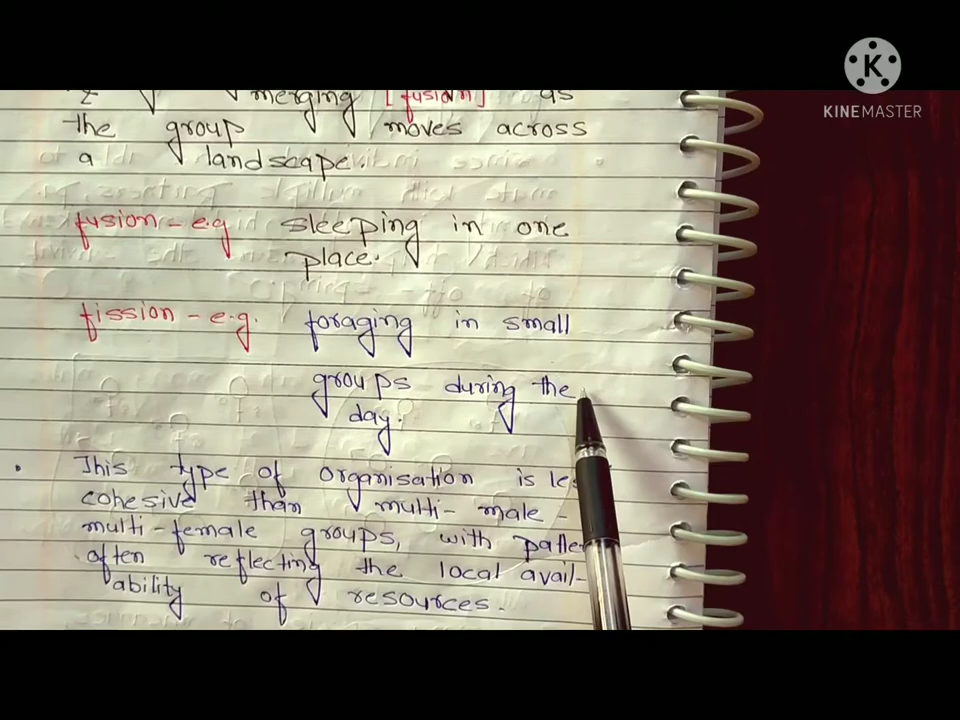 KINEMASTER
merging [fusion] as
the group moves across
a landscape.
fusion - e.g sleeping in one
place.
fission - e.g. foraging in small
groups during the
day.
• This type of organisation is les
cohesive than multi-male-
multi-female groups, with patte
often reflecting the local avail-
ability of resources.